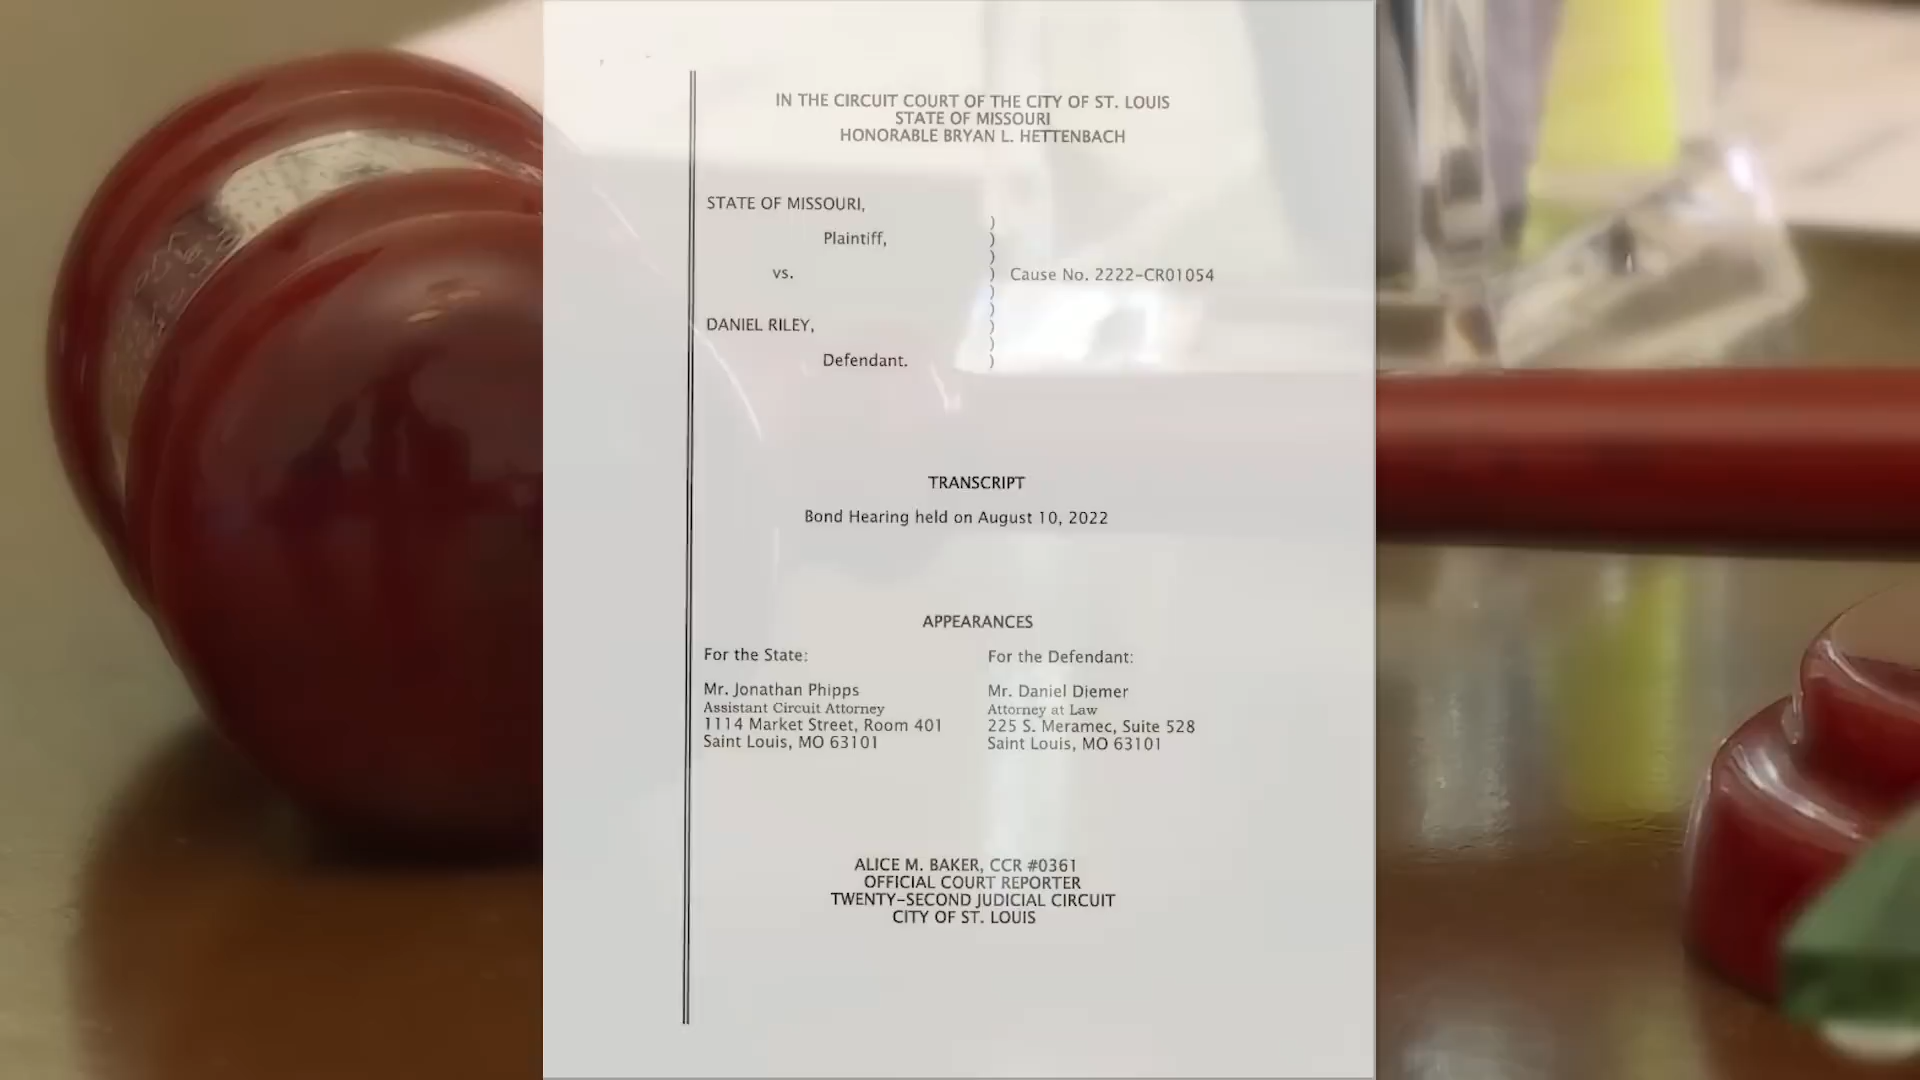 IN THE CIRCUIT COURT OF THE CITY OF ST. LOUIS
STATE OF MISSOURI
HONORABLE BRYAN L. HETTENBACH
STATE OF MISSOURI,
Plaintiff,
vs.
) Cause No. 2222-CR01054
DANIEL RILEY,
Defendant.
TRANSCRIPT
Bond Hearing held on August 10, 2022
APPEARANCES
For the State:
Mr. Jonathan Phipps
Assistant Circuit Attorney
1114 Market Street, Room 401
Saint Louis, MO 63101
For the Defendant:
Mr. Daniel Diemer
Attorney at Law
225 S. Meramec, Suite 528
Saint Louis, MO 63101
ALICE M. BAKER, CCR #0361
OFFICIAL COURT REPORTER
TWENTY-SECOND JUDICIAL CIRCUIT
CITY OF ST. LOUIS